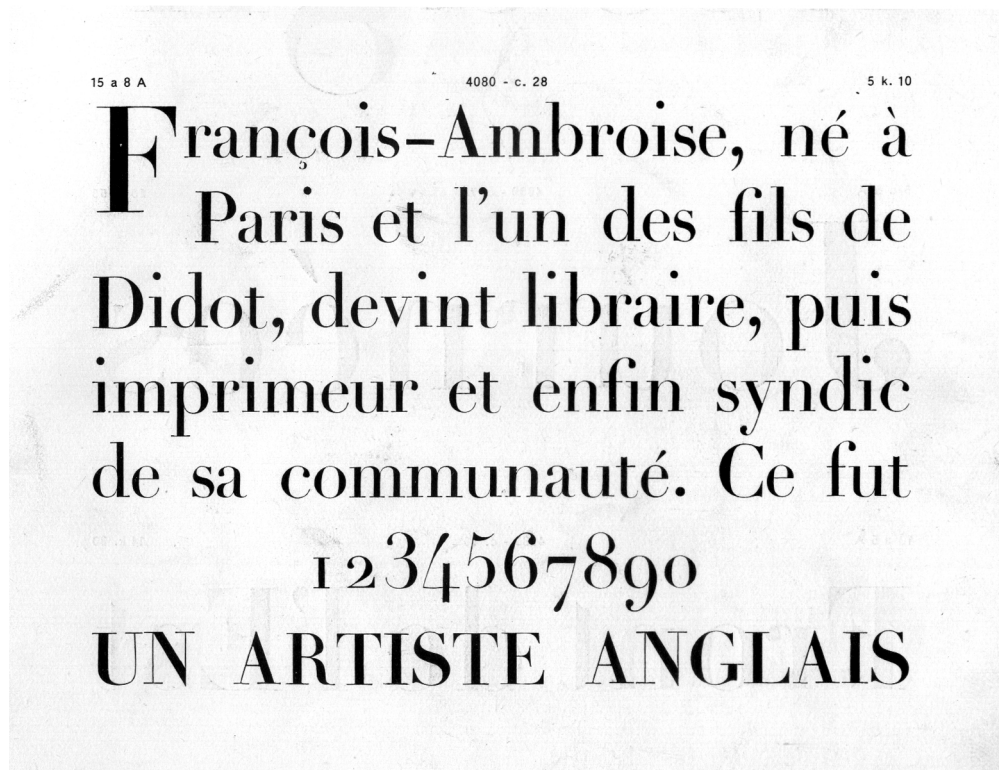 15 a 8 A 4080 - c. 28 5 k. 10
François-Ambroise, né à
Paris et l’un des fils de
Didot, devint libraire, puis
imprimeur et enfin syndic
de sa communauté. Ce fut
1234567890
UN ARTISTE ANGLAIS